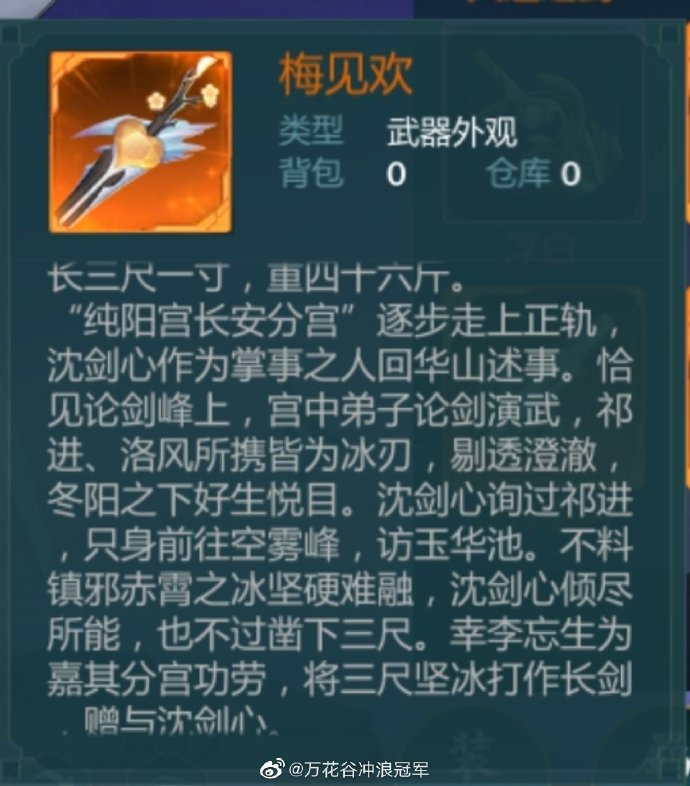 梅见欢
类型 武器外观
背包 0 仓库 0
长三尺一寸，重四十六斤。
“纯阳宫长安分宫”逐步走上正轨，
沈剑心作为掌事之人回华山述事。恰
见论剑峰上，宫中弟子论剑演武，祁
进、洛风所携皆为冰刃，剔透澄澈，
冬阳之下好生悦目。沈剑心询过祁进
，只身前往空雾峰，访玉华池。不料
镇邪赤霄之冰坚硬难融，沈剑心倾尽
所能，也不过凿下三尺。幸李忘生为
嘉其分宫功劳，将三尺坚冰打作长剑
，赠与沈剑心。
@万花谷冲浪冠军